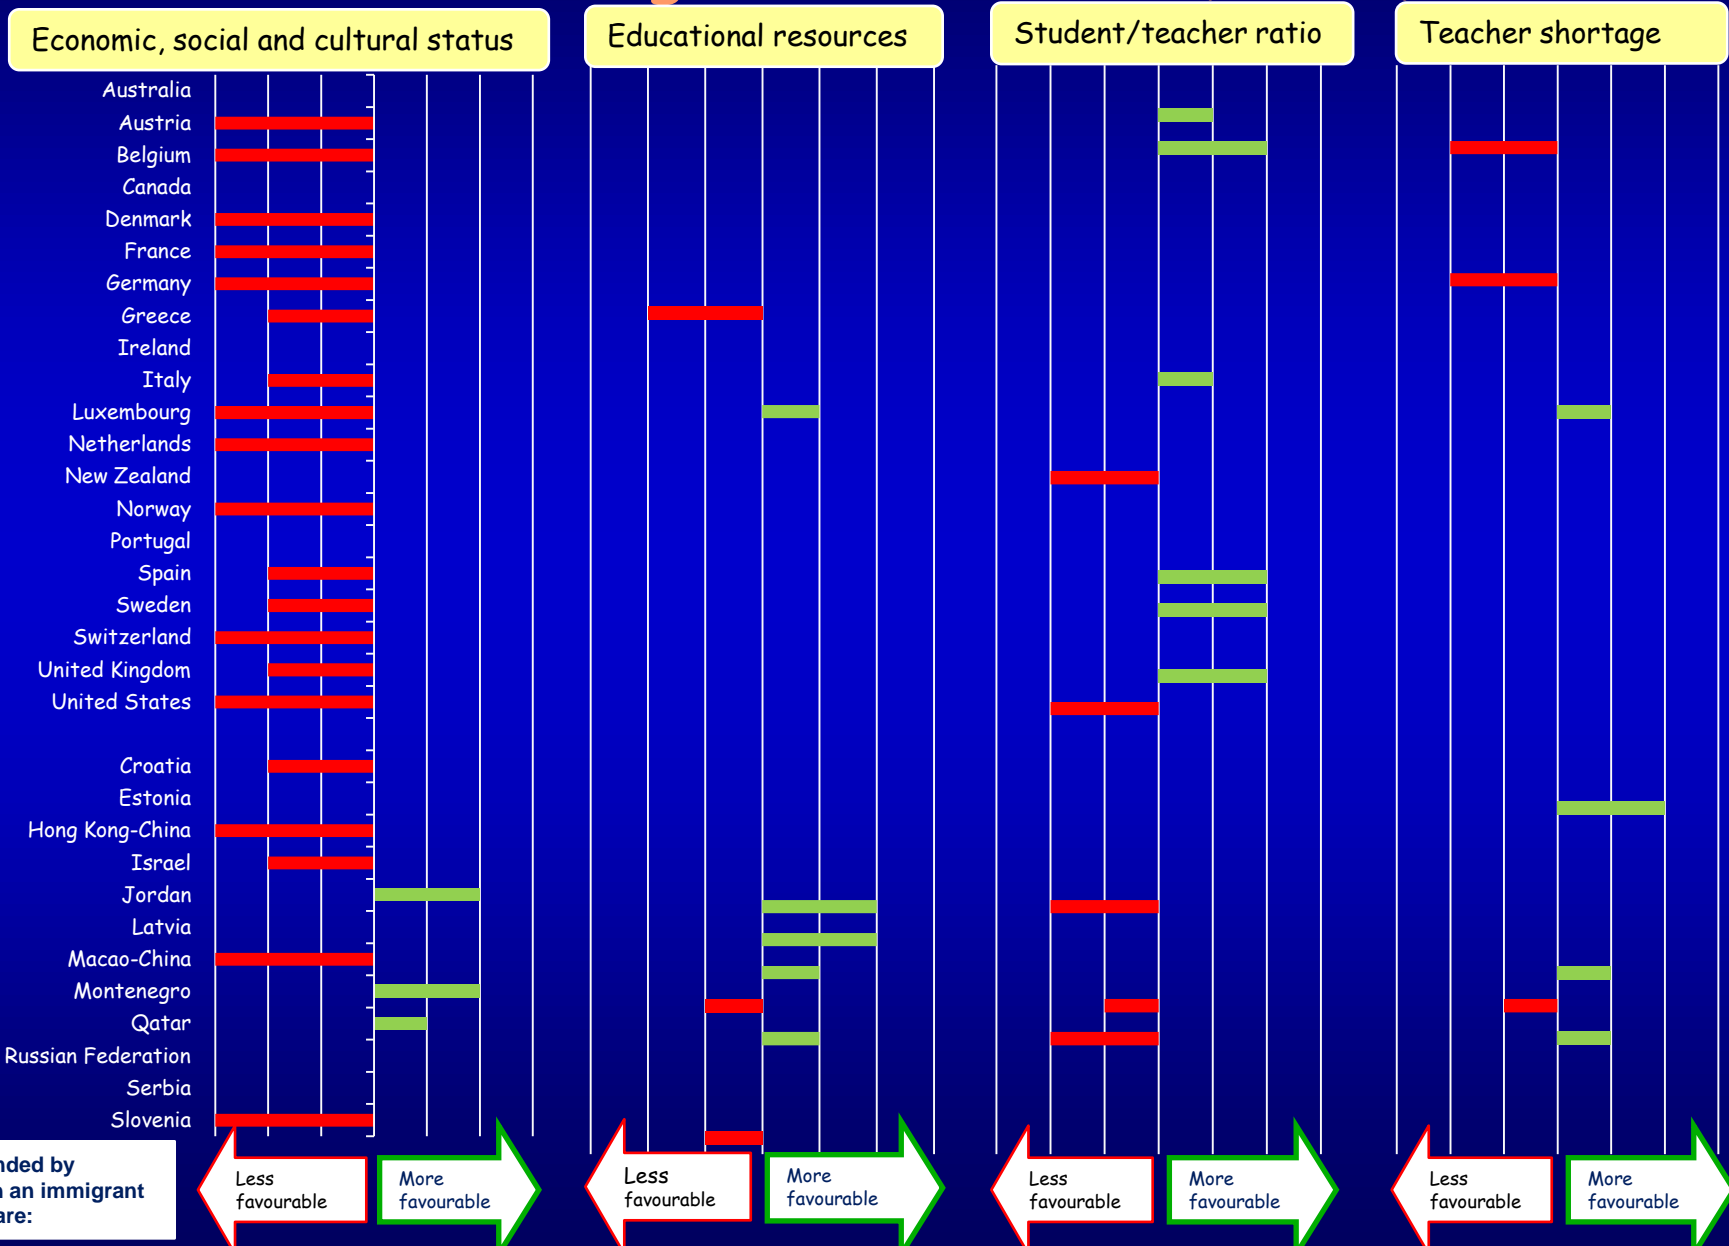 Economic, social and cultural status
Educational resources
Student/teacher ratio
Teacher shortage
Australia
Austria
Belgium
Canada
Denmark
France
Germany
Greece
Ireland
Italy
Luxembourg
Netherlands
New Zealand
Norway
Portugal
Spain
Sweden
Switzerland
United Kingdom
United States
Croatia
Estonia
Hong Kong-China
Israel
Jordan
Latvia
Macao-China
Montenegro
Qatar
Russian Federation
Serbia
Slovenia
nded by
an immigrant
are:
Less
favourable
More
favourable
Less
favourable
More
favourable
Less
favourable
More
favourable
Less
favourable
More
favourable